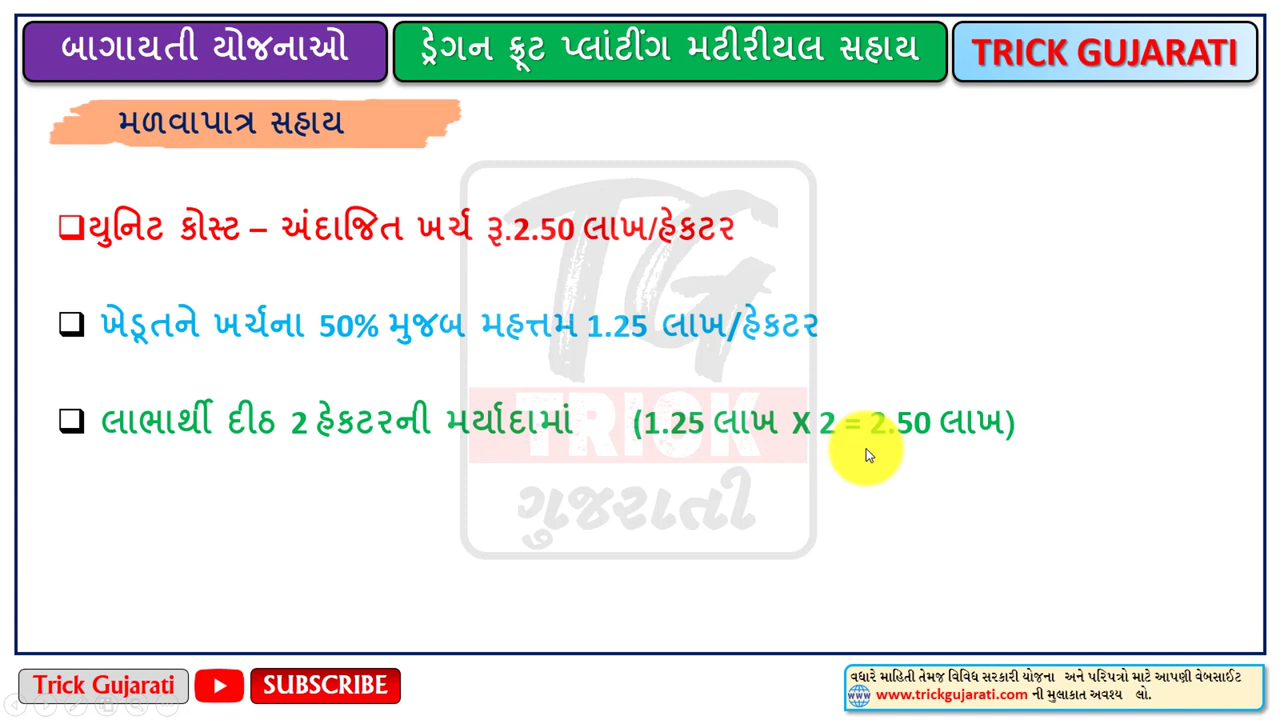 બાગાયતી યોજનાઓ
ડ્રેગન ફ્રૂટ પ્લાંટીંગ મટીરીયલ સહાય
TRICK GUJARATI
મળવાપાત્ર સહાય
યુનિટ કોસ્ટ – અંદાજિત ખર્ચ રૂ.2.50 લાખ/હેકટર
ખેડૂતને ખર્ચના 50% મુજબ મહત્તમ 1.25 લાખ/હેકટર
લાભાર્થી દીઠ 2 હેકટરની મર્યાદામાં (1.25 લાખ X 2 = 2.50 લાખ)
TG
TRICK
ગુજરાતી
Trick Gujarati
SUBSCRIBE
વધારે માહિતી તેમજ વિવિધ સરકારી યોજના અને પરિપત્રો માટે આપણી વેબસાઈટ
www.trickgujarati.com ની મુલાકાત અવશ્ય લો.